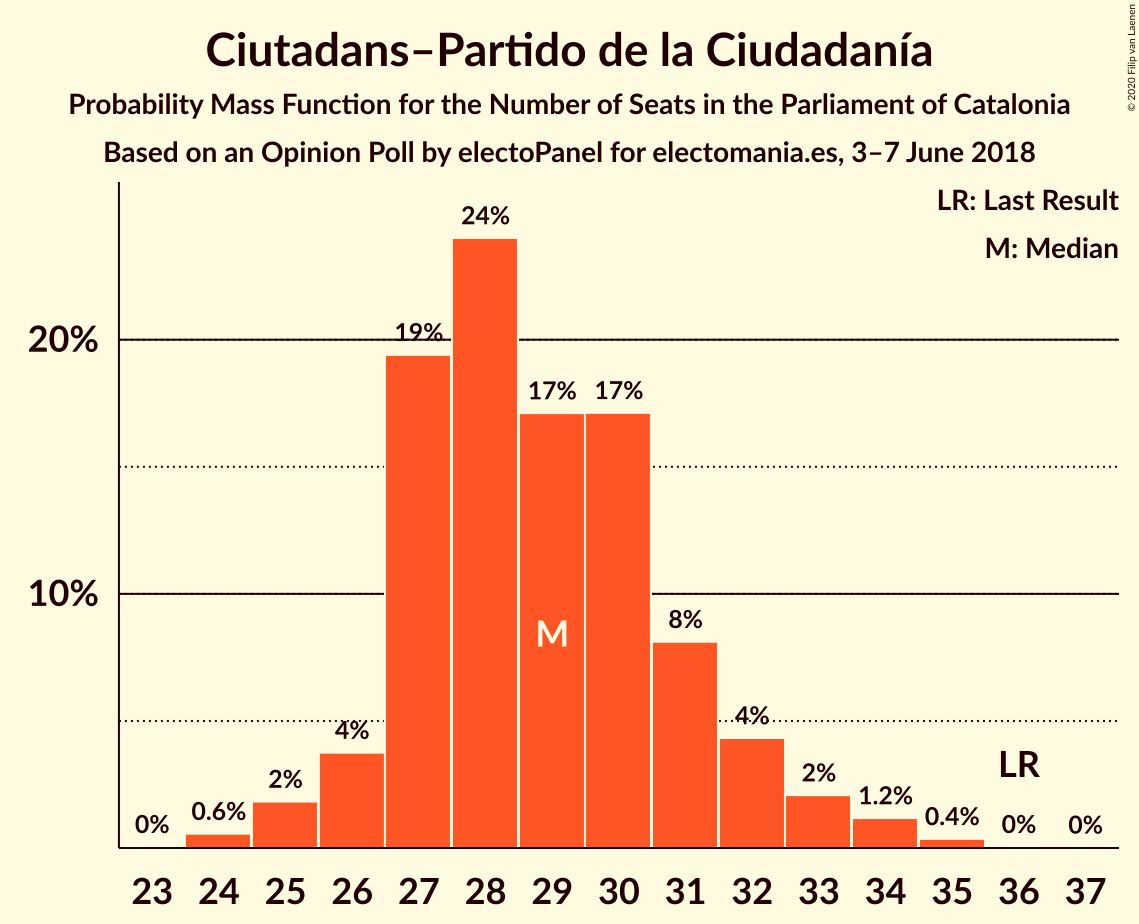 Ciutadans–Partido de la Ciudadanía
Probability Mass Function for the Number of Seats in the Parliament of Catalonia
Based on an Opinion Poll by electoPanel for electomania.es, 3–7 June 2018
© 2020 Filip van Laenen
LR: Last Result
M: Median
20%
10%
0%
0.6%
2%
4%
19%
24%
17%
17%
8%
4%
2%
1.2%
0.4%
0%
0%
M
LR
23 24 25 26 27 28 29 30 31 32 33 34 35 36 37